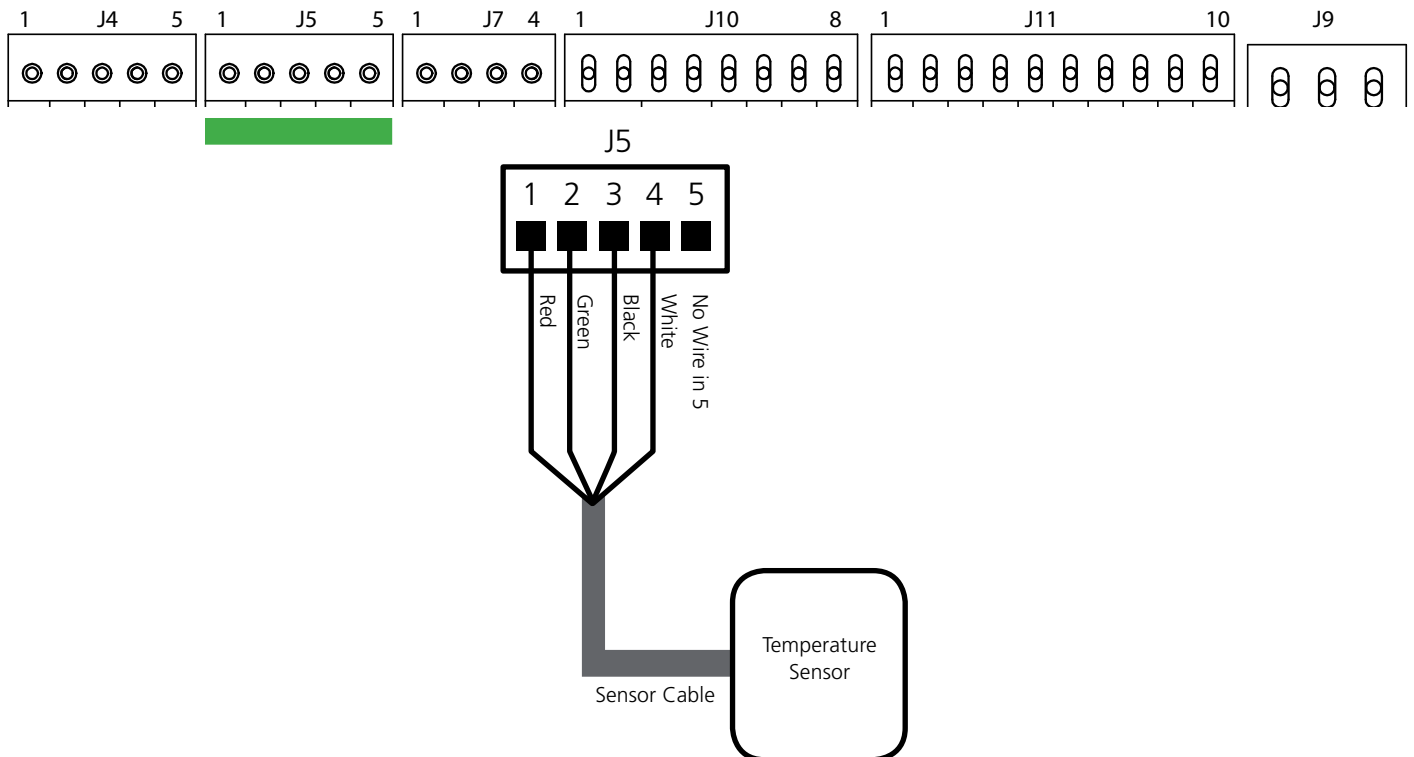 1 J4 5 1 J5 5 1 J7 4 1 J10 8 1 J11 10 J9
J5
1 2 3 4 5
Red
Green
Black
White
No Wire in 5
Temperature
Sensor
Sensor Cable